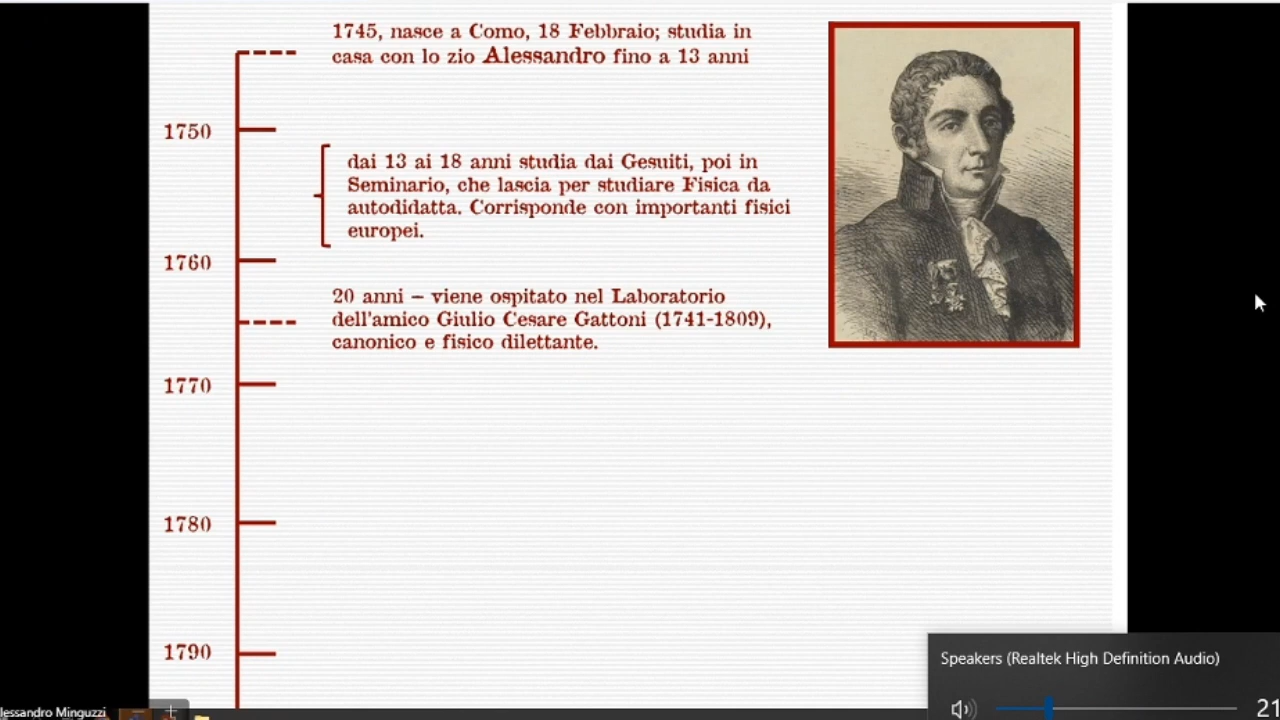 1745, nasce a Como, 18 Febbraio; studia in
casa con lo zio Alessandro fino a 13 anni
1750
dai 13 ai 18 anni studia dai Gesuiti, poi in
Seminario, che lascia per studiare Fisica da
autodidatta. Corrisponde con importanti fisici
europei.
1760
20 anni – viene ospitato nel Laboratorio
dell'amico Giulio Cesare Gattoni (1741-1809),
canonico e fisico dilettante.
1770
1780
1790
Speakers (Realtek High Definition Audio)
21
lessandro Minguzzi